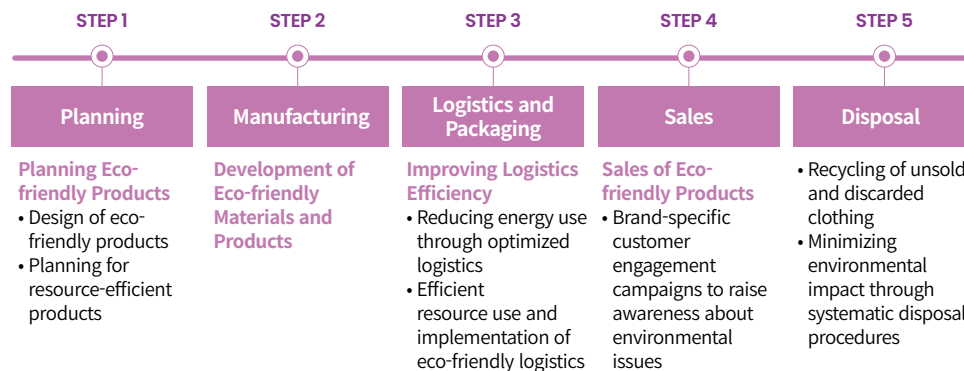 STEP 1
STEP 2
STEP 3
STEP 4
STEP 5
Planning
Manufacturing
Logistics and
Packaging
Sales
Disposal
Planning Eco-
friendly Products
• Design of eco-
friendly products
• Planning for
resource-efficient
products
Development of
Eco-friendly
Materials and
Products
Improving Logistics
Efficiency
• Reducing energy use
through optimized
logistics
• Efficient
resource use and
implementation of
eco-friendly logistics
Sales of Eco-
friendly Products
• Brand-specific
customer
engagement
campaigns to raise
awareness about
environmental
issues
• Recycling of unsold
and discarded
clothing
• Minimizing
environmental
impact through
systematic disposal
procedures